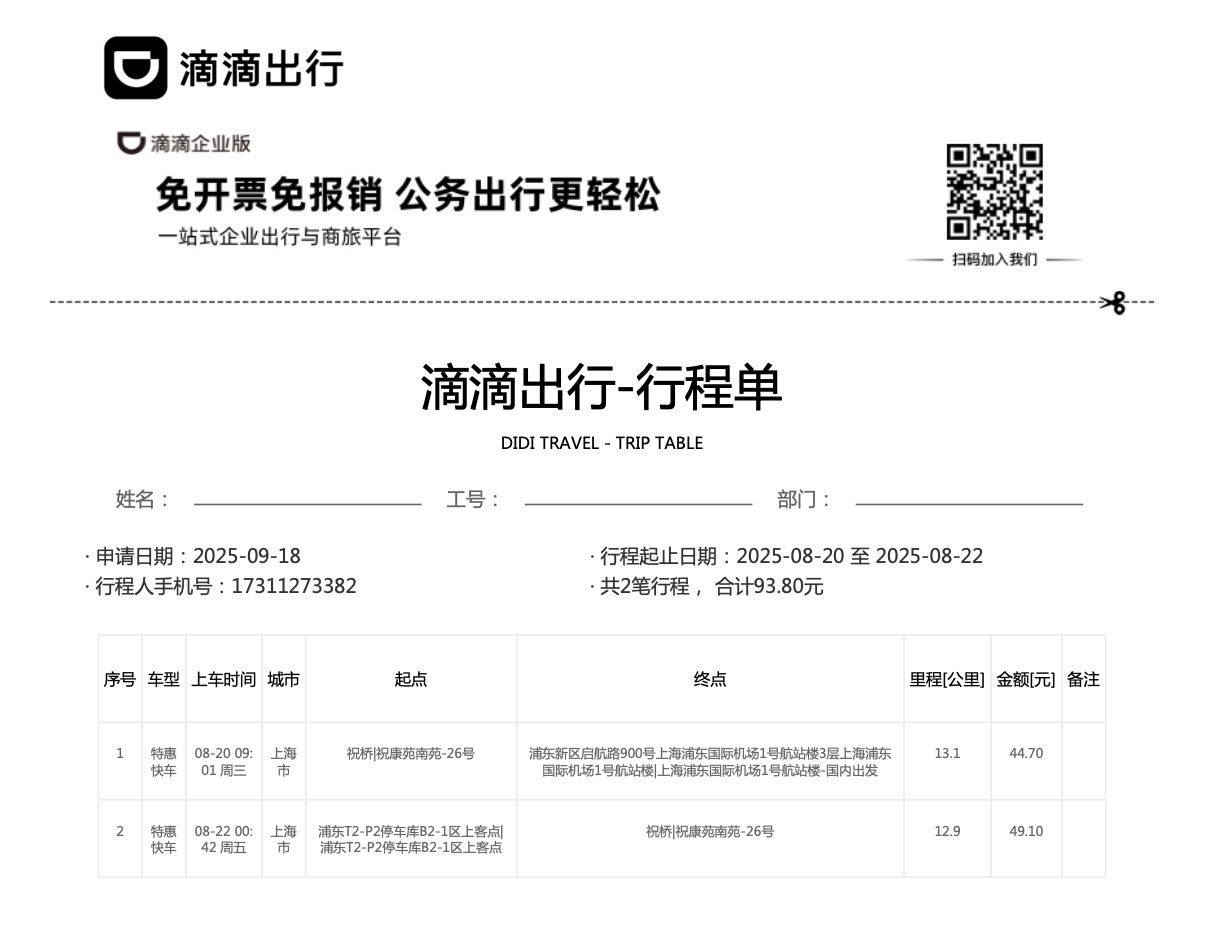 滴滴出行
滴滴企业版
免开票免报销 公务出行更轻松
一站式企业出行与商旅平台
扫码加入我们
滴滴出行-行程单
DIDI TRAVEL - TRIP TABLE
姓名： 工号： 部门：
· 申请日期：2025-09-18 · 行程起止日期：2025-08-20 至 2025-08-22
· 行程人手机号：17311273382 · 共2笔行程， 合计93.80元
序号 车型 上车时间 城市 起点 终点 里程[公里] 金额[元] 备注
1 特惠 08-20 09: 上海 祝桥|祝康苑南苑-26号 浦东新区启航路900号上海浦东国际机场1号航站楼3层上海浦东 13.1 44.70
快车 01 周三 市 国际机场1号航站楼|上海浦东国际机场1号航站楼-国内出发
2 特惠 08-22 00: 上海 浦东T2-P2停车库B2-1区上客点| 祝桥|祝康苑南苑-26号 12.9 49.10
快车 42 周五 市 浦东T2-P2停车库B2-1区上客点